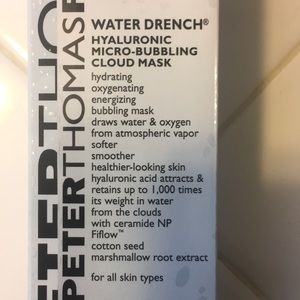 WATER DRENCH®
HYALURONIC
MICRO-BUBBLING
CLOUD MASK
hydrating
oxygenating
energizing
bubbling mask
draws water & oxygen
from atmospheric vapor
softer
smoother
healthier-looking skin
hyaluronic acid attracts &
retains up to 1,000 times
its weight in water
from the clouds
with ceramide NP
Fiflow™
cotton seed
marshmallow root extract
for all skin types
PETERTHOMASR